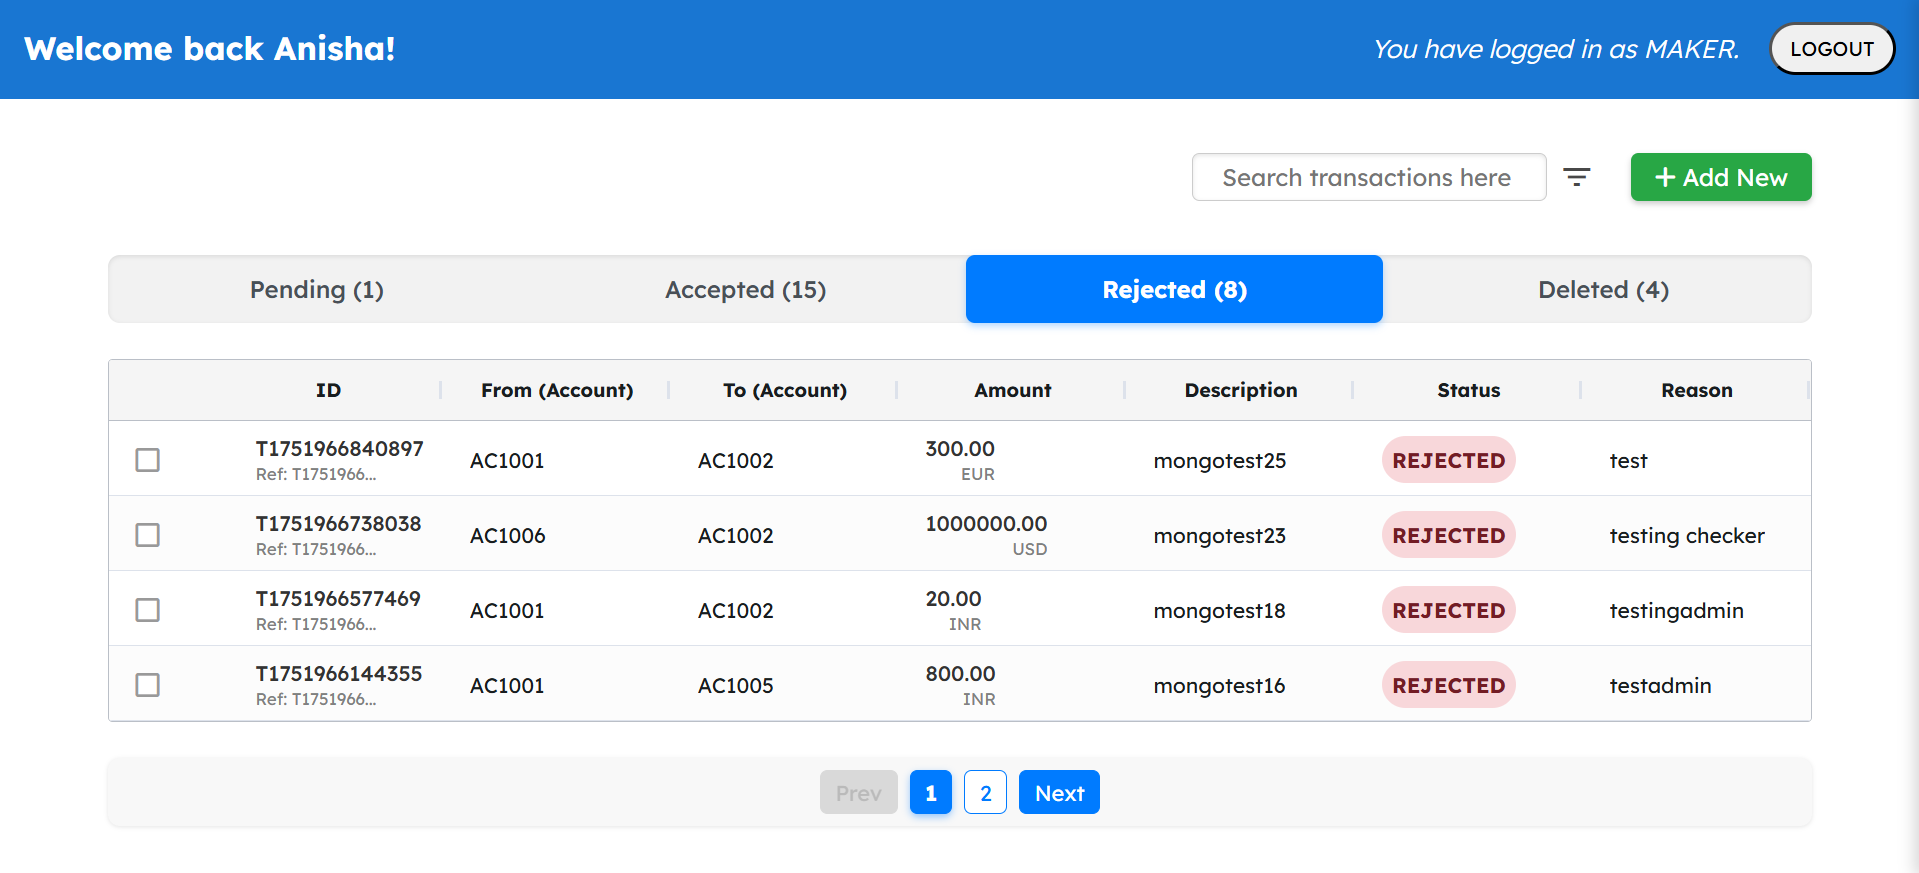 Welcome back Anisha!
You have logged in as MAKER.
LOGOUT
Search transactions here
+ Add New
Pending (1)
Accepted (15)
Rejected (8)
Deleted (4)
ID From (Account) To (Account) Amount Description Status Reason
T1751966840897 AC1001 AC1002 300.00 mongotest25 REJECTED test
Ref: T1751966... EUR
T1751966738038 AC1006 AC1002 1000000.00 mongotest23 REJECTED testing checker
Ref: T1751966... USD
T1751966577469 AC1001 AC1002 20.00 mongotest18 REJECTED testingadmin
Ref: T1751966... INR
T1751966144355 AC1001 AC1005 800.00 mongotest16 REJECTED testadmin
Ref: T1751966... INR
Prev 1 2 Next